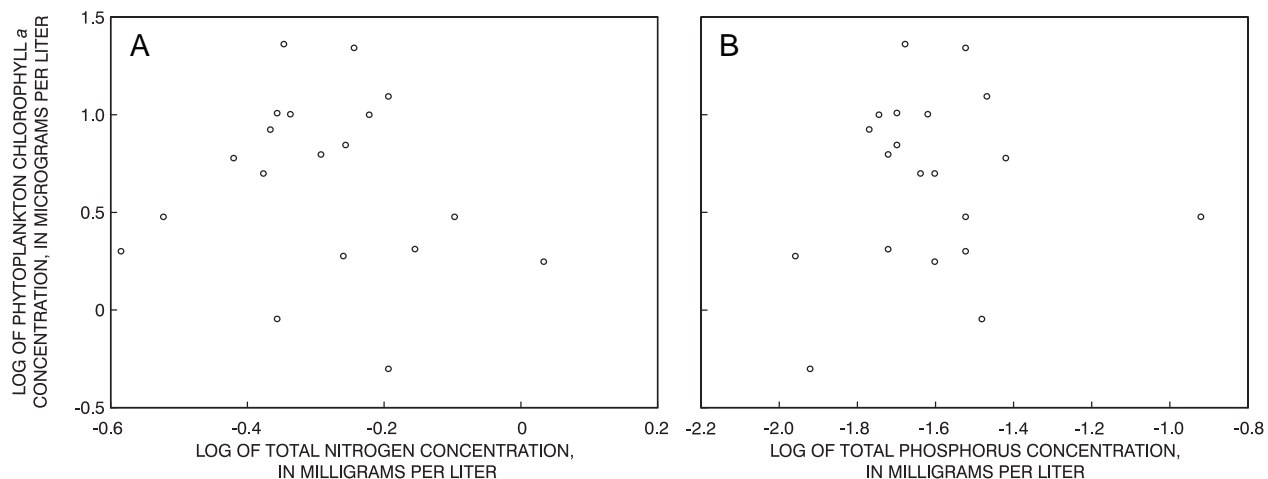 LOG OF PHYTOPLANKTON CHLOROPHYLL a
CONCENTRATION, IN MICROGRAMS PER LITER
1.5
1.0
0.5
0
-0.5
A
-0.6
-0.4
-0.2
0
0.2
LOG OF TOTAL NITROGEN CONCENTRATION,
IN MILLIGRAMS PER LITER
B
-2.2
-2.0
-1.8
-1.6
-1.4
-1.2
-1.0
-0.8
LOG OF TOTAL PHOSPHORUS CONCENTRATION,
IN MILLIGRAMS PER LITER